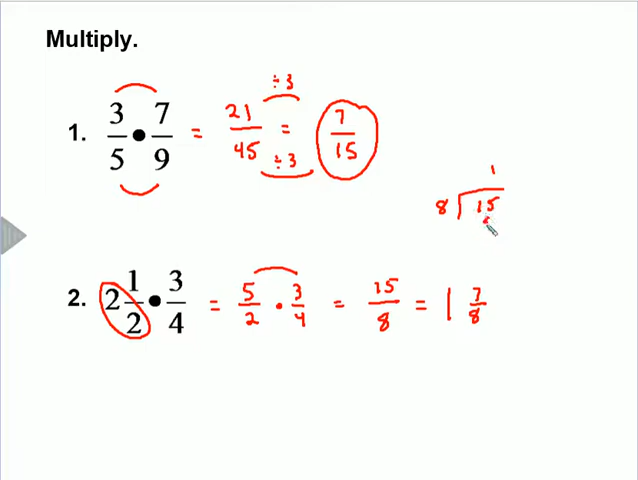 Multiply.
1. 3/5 • 7/9 = 21/45 = 7/15
÷3
÷3
1
8 ⟌ 15
2. 2 1/2 • 3/4 = 5/2 · 3/4 = 15/8 = 1 7/8